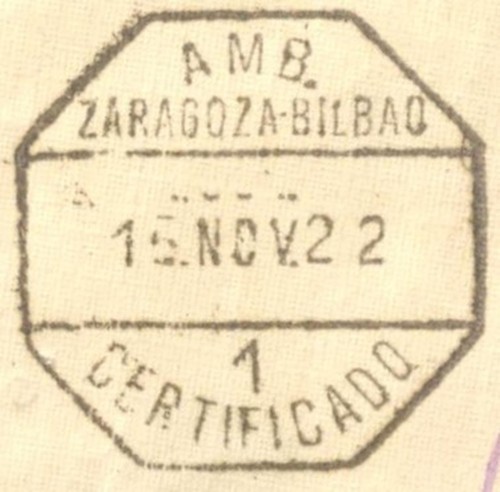 AMB.
ZARAGOZA-BILBAO
15.NOV.22
1
CERTIFICADO